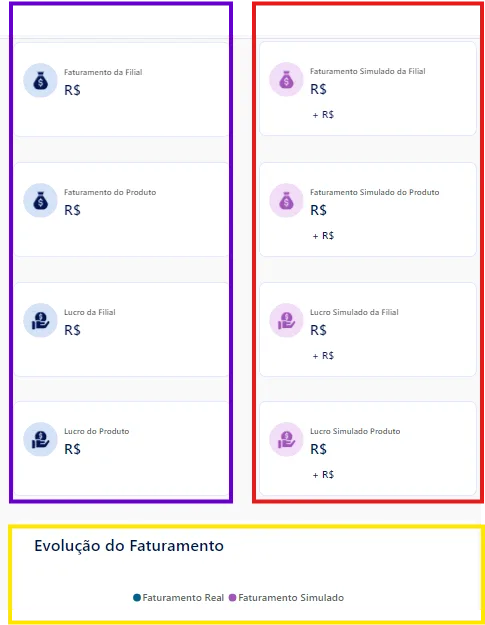 Faturamento da Filial
R$
Faturamento do Produto
R$
Lucro da Filial
R$
Lucro do Produto
R$
Faturamento Simulado da Filial
R$
+ R$
Faturamento Simulado do Produto
R$
+ R$
Lucro Simulado da Filial
R$
+ R$
Lucro Simulado Produto
R$
+ R$
Evolução do Faturamento
Faturamento Real Faturamento Simulado